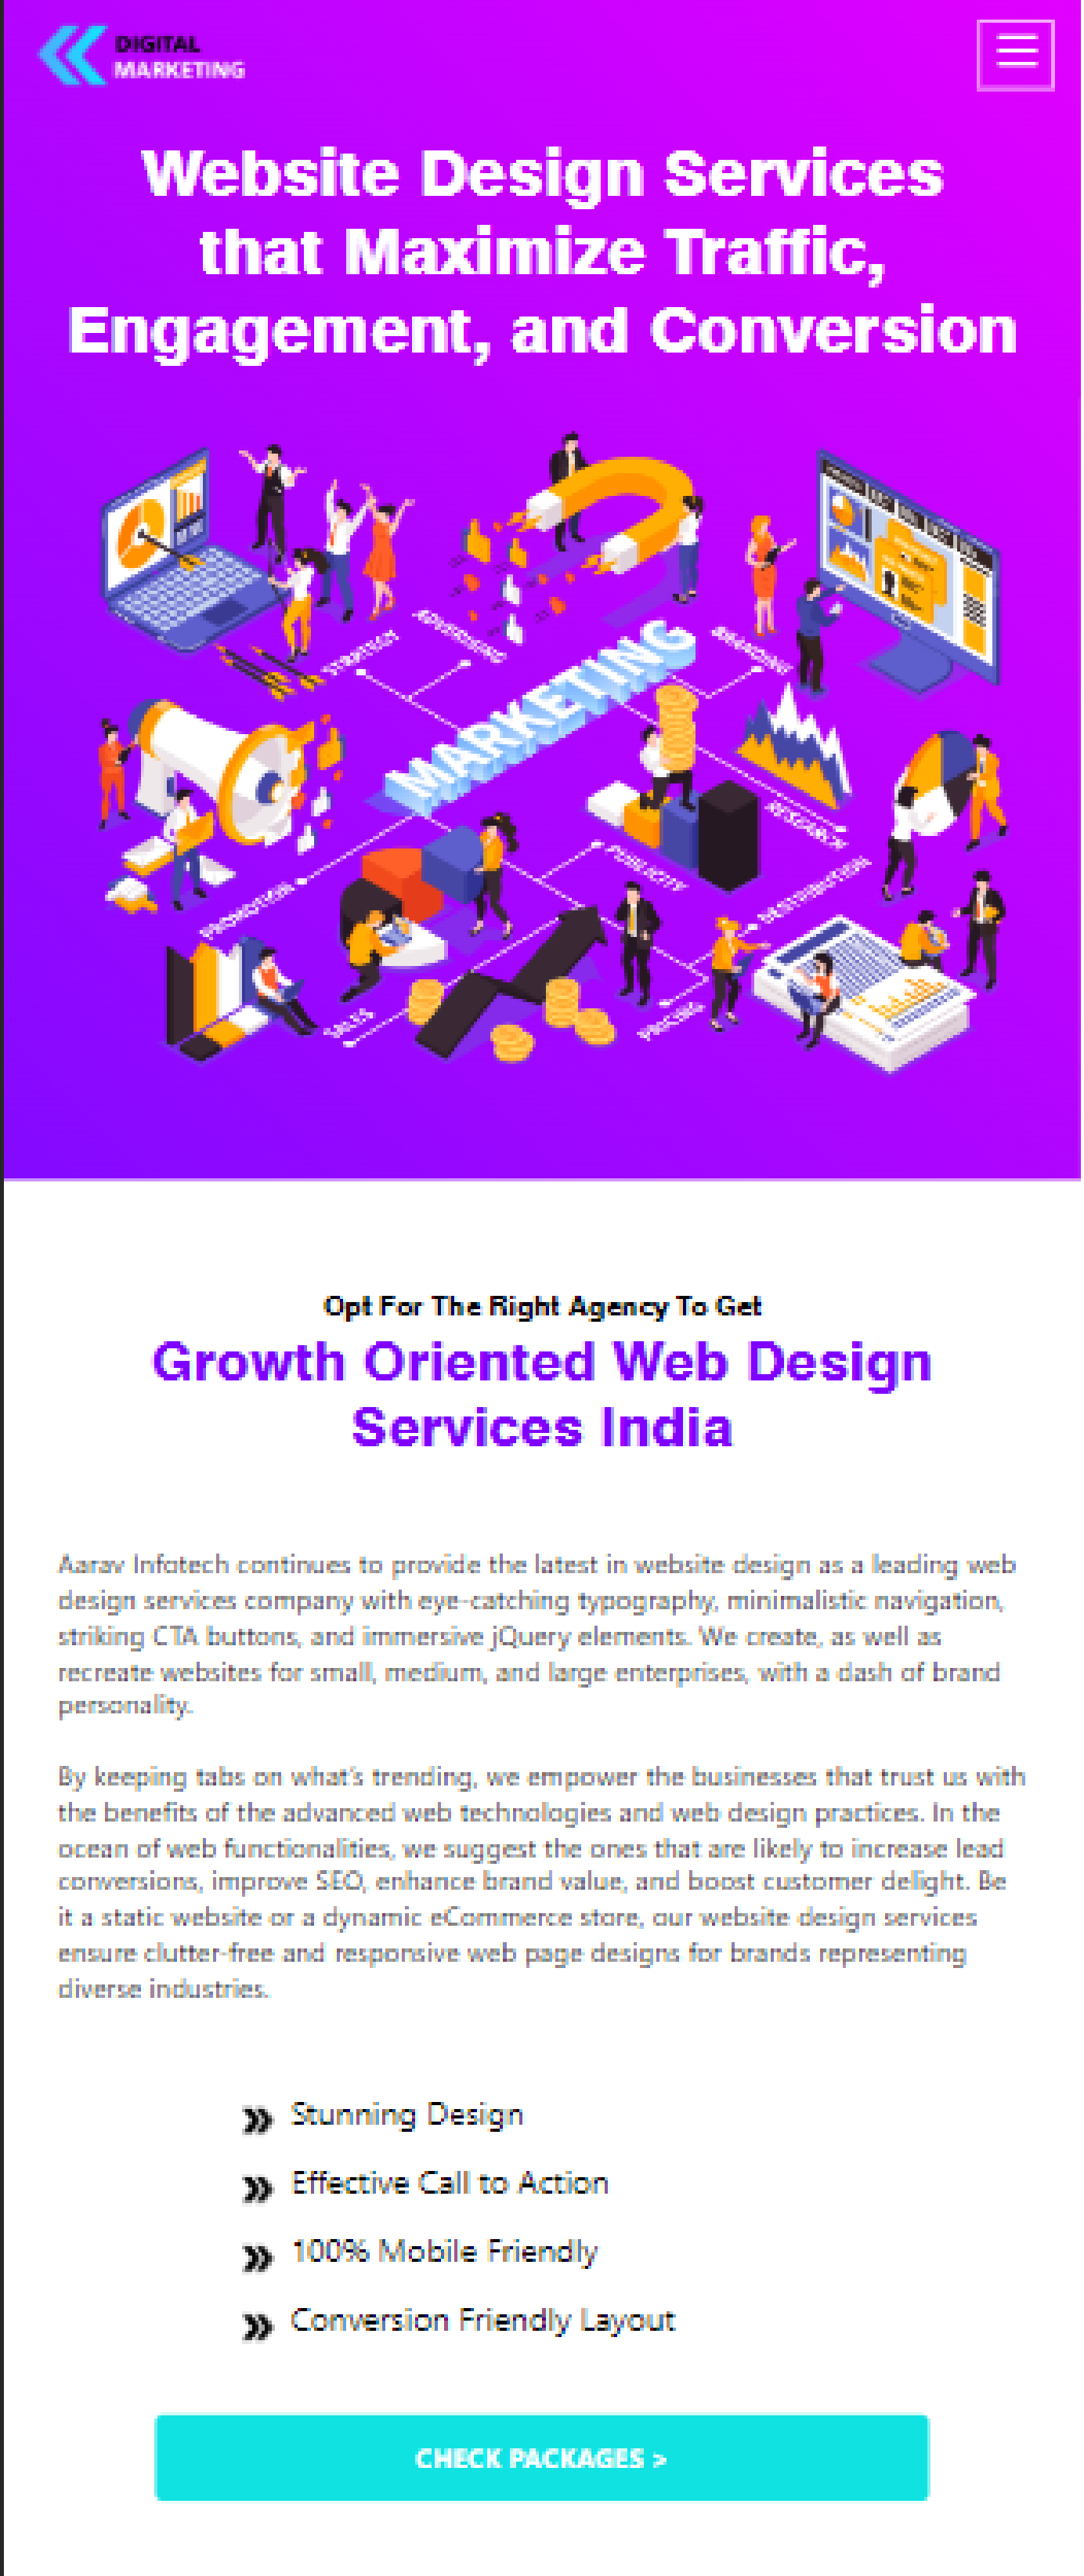 DIGITAL
MARKETING
Website Design Services
that Maximize Traffic,
Engagement, and Conversion
STRATEGY
ADVERTISING
BRANDING
MARKETING
RESEARCH
PUBLICITY
PROMOTION
DISTRIBUTION
SALES
PRICING
Opt For The Right Agency To Get
Growth Oriented Web Design
Services India
Aarav Infotech continues to provide the latest in website design as a leading web
design services company with eye-catching typography, minimalistic navigation,
striking CTA buttons, and immersive jQuery elements. We create, as well as
recreate websites for small, medium, and large enterprises, with a dash of brand
personality.
By keeping tabs on what's trending, we empower the businesses that trust us with
the benefits of the advanced web technologies and web design practices. In the
ocean of web functionalities, we suggest the ones that are likely to increase lead
conversions, improve SEO, enhance brand value, and boost customer delight. Be
it a static website or a dynamic eCommerce store, our website design services
ensure clutter-free and responsive web page designs for brands representing
diverse industries.
» Stunning Design
» Effective Call to Action
» 100% Mobile Friendly
» Conversion Friendly Layout
CHECK PACKAGES >